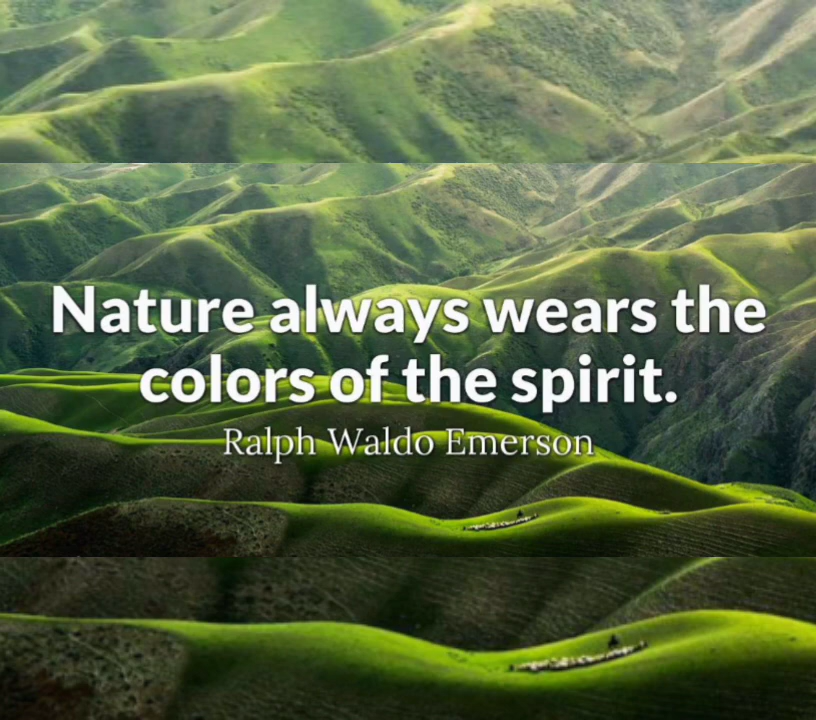 Nature always wears the
colors of the spirit.
Ralph Waldo Emerson